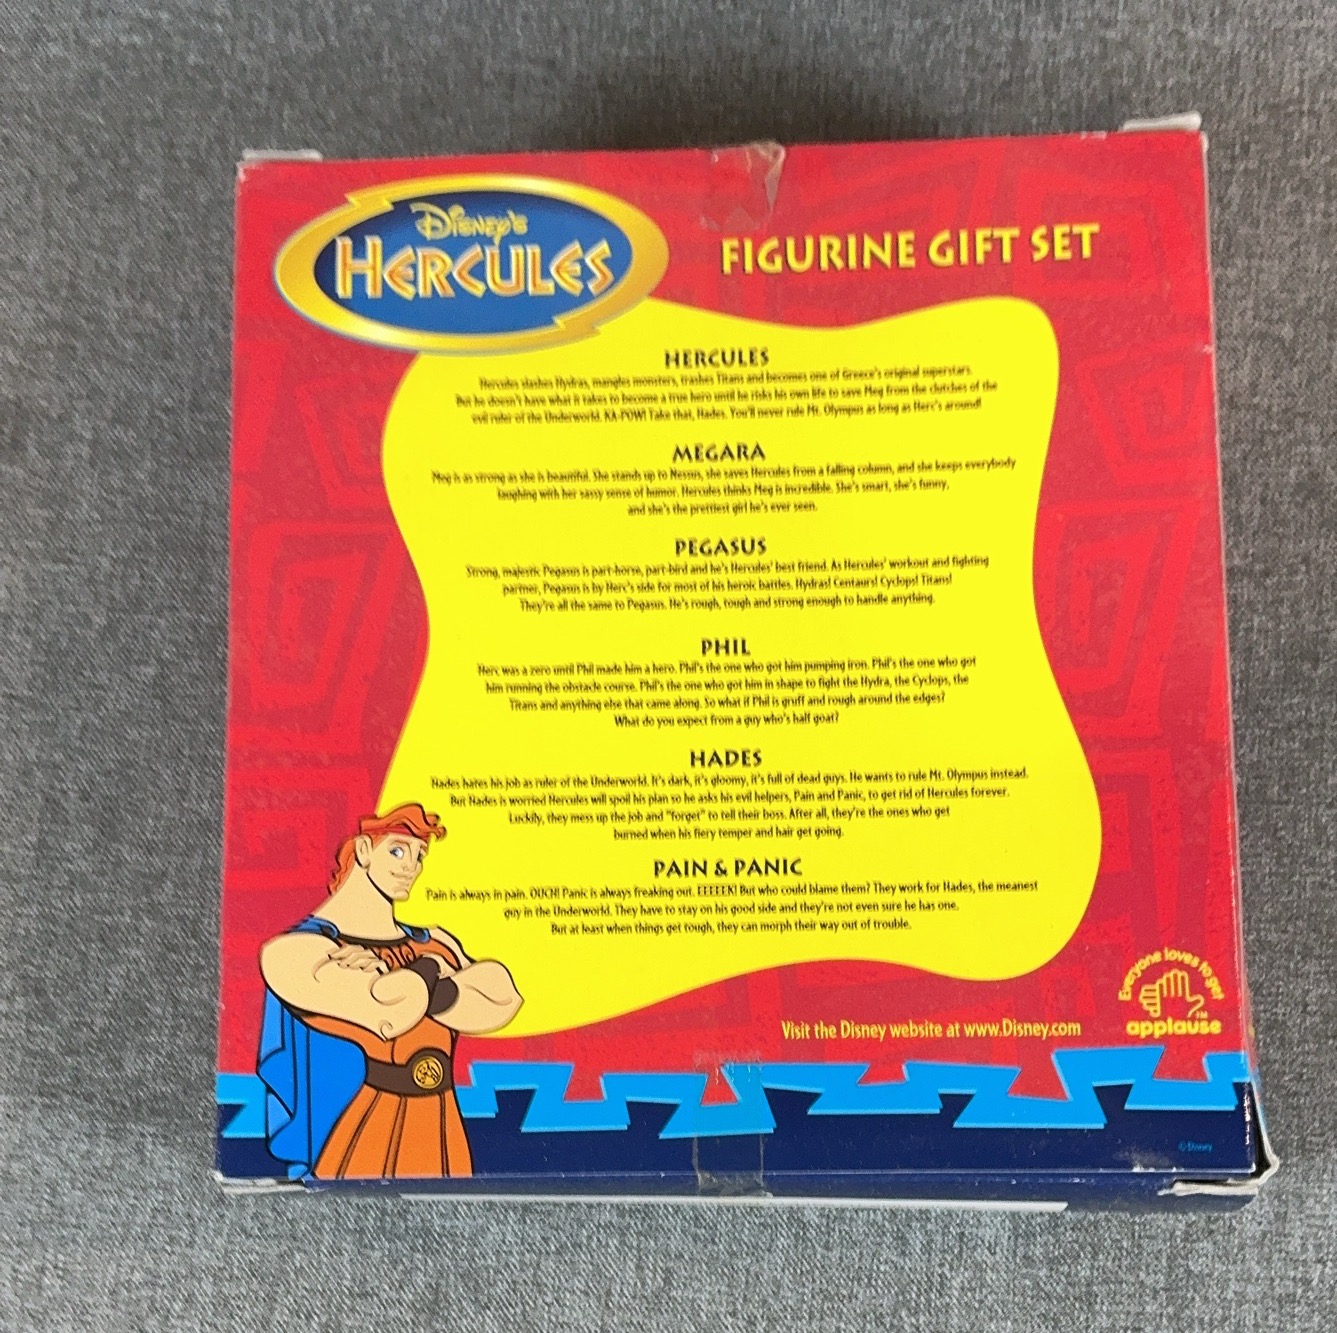 Disney's
HERCULES
FIGURINE GIFT SET
HERCULES
Hercules slashes Hydras, mangles monsters, trashes Titans and becomes one of Greece's original superstars.
But he doesn't have what it takes to become a true hero until he risks his own life to save Meg from the clutches of the
evil ruler of the Underworld. KA-POW! Take that, Hades. You'll never rule Mt. Olympus as long as Herc's around!
MEGARA
Meg is as strong as she is beautiful. She stands up to Nessus, she saves Hercules from a falling column, and she keeps everybody
laughing with her sassy sense of humor. Hercules thinks Meg is incredible. She's smart, she's funny,
and she's the prettiest girl he's ever seen.
PEGASUS
Strong, majestic Pegasus is part-horse, part-bird and he's Hercules' best friend. As Hercules' workout and fighting
partner, Pegasus is by Herc's side for most of his heroic battles. Hydras! Centaurs! Cyclops! Titans!
They're all the same to Pegasus. He's rough, tough and strong enough to handle anything.
PHIL
Herc was a zero until Phil made him a hero. Phil's the one who got him pumping iron. Phil's the one who got
him running the obstacle course. Phil's the one who got him in shape to fight the Hydra, the Cyclops, the
Titans and anything else that came along. So what if Phil is gruff and rough around the edges?
What do you expect from a guy who's half goat?
HADES
Hades hates his job as ruler of the Underworld. It's dark, it's gloomy, it's full of dead guys. He wants to rule Mt. Olympus instead.
But Hades is worried Hercules will spoil his plan so he asks his evil helpers, Pain and Panic, to get rid of Hercules forever.
Luckily, they mess up the job and "forget" to tell their boss. After all, they're the ones who get
burned when his fiery temper and hair get going.
PAIN & PANIC
Pain is always in pain. OUCH! Panic is always freaking out. EEEEEK! But who could blame them? They work for Hades, the meanest
guy in the Underworld. They have to stay on his good side and they're not even sure he has one.
But at least when things get tough, they can morph their way out of trouble.
Everyone loves to get
applause™
Visit the Disney website at www.Disney.com
©Disney